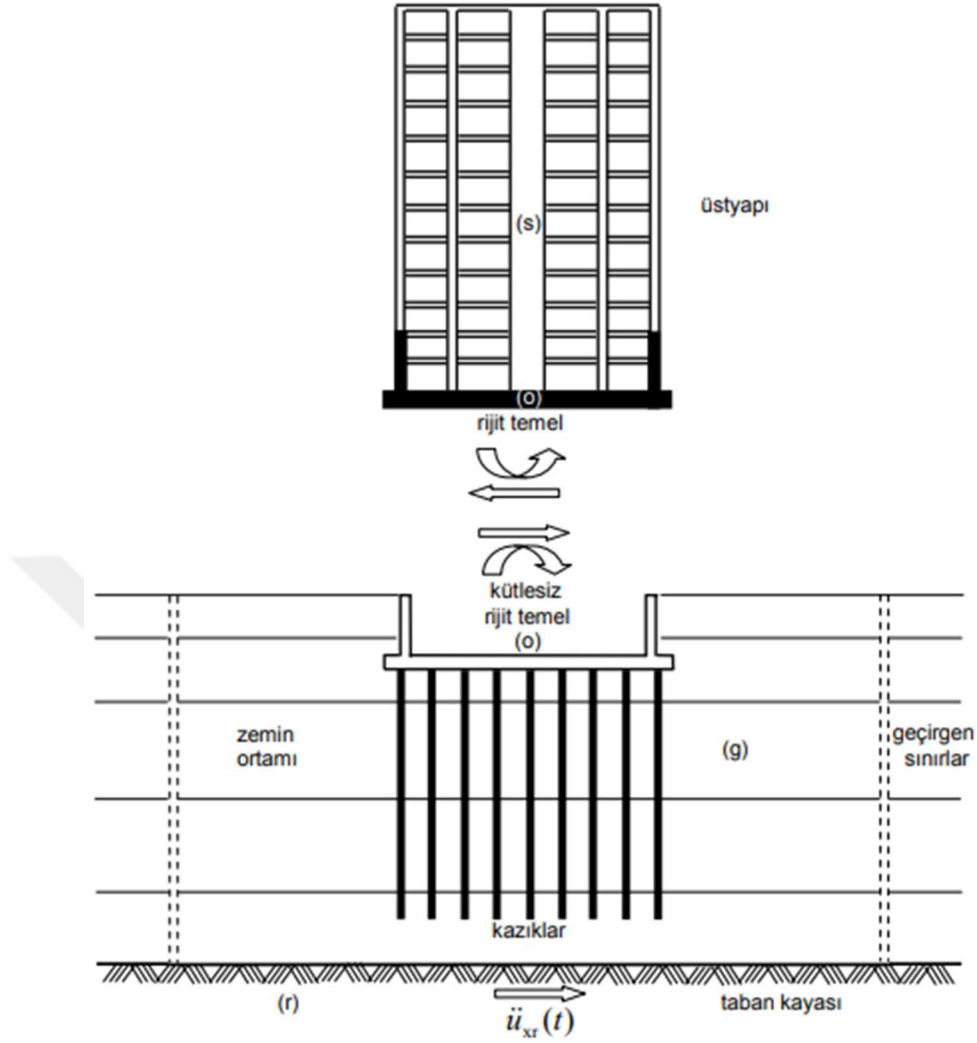 (s)
üstyapı
(o)
rijit temel
kütlesiz
rijit temel
(o)
zemin
ortamı
(g)
geçirgen
sınırlar
kazıklar
(r)
taban kayası
ü_xr(t)